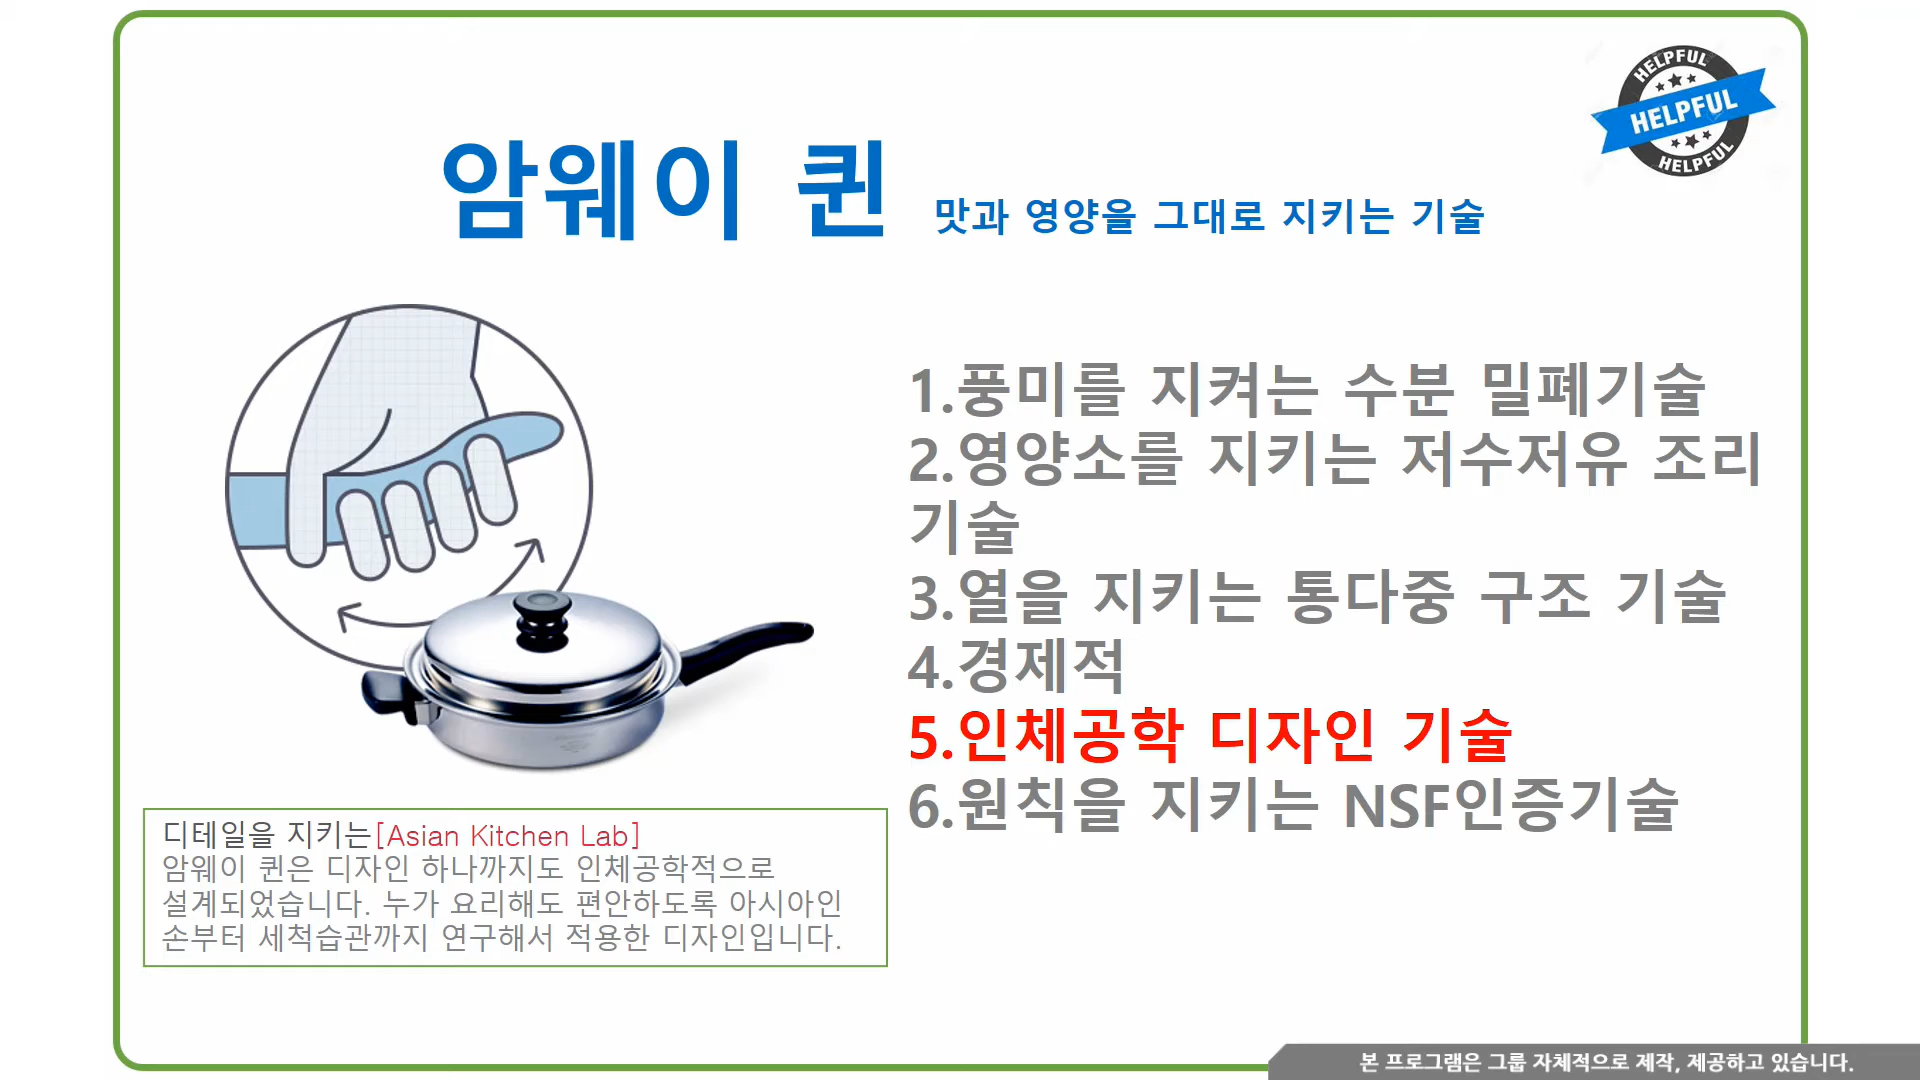 HELPFUL
HELPFUL
HELPFUL
암웨이 퀸 맛과 영양을 그대로 지키는 기술
1.풍미를 지켜는 수분 밀폐기술
2.영양소를 지키는 저수저유 조리
기술
3.열을 지키는 통다중 구조 기술
4.경제적
5.인체공학 디자인 기술
6.원칙을 지키는 NSF인증기술
디테일을 지키는[Asian Kitchen Lab]
암웨이 퀸은 디자인 하나까지도 인체공학적으로
설계되었습니다. 누가 요리해도 편안하도록 아시아인
손부터 세척습관까지 연구해서 적용한 디자인입니다.
본 프로그램은 그룹 자체적으로 제작, 제공하고 있습니다.